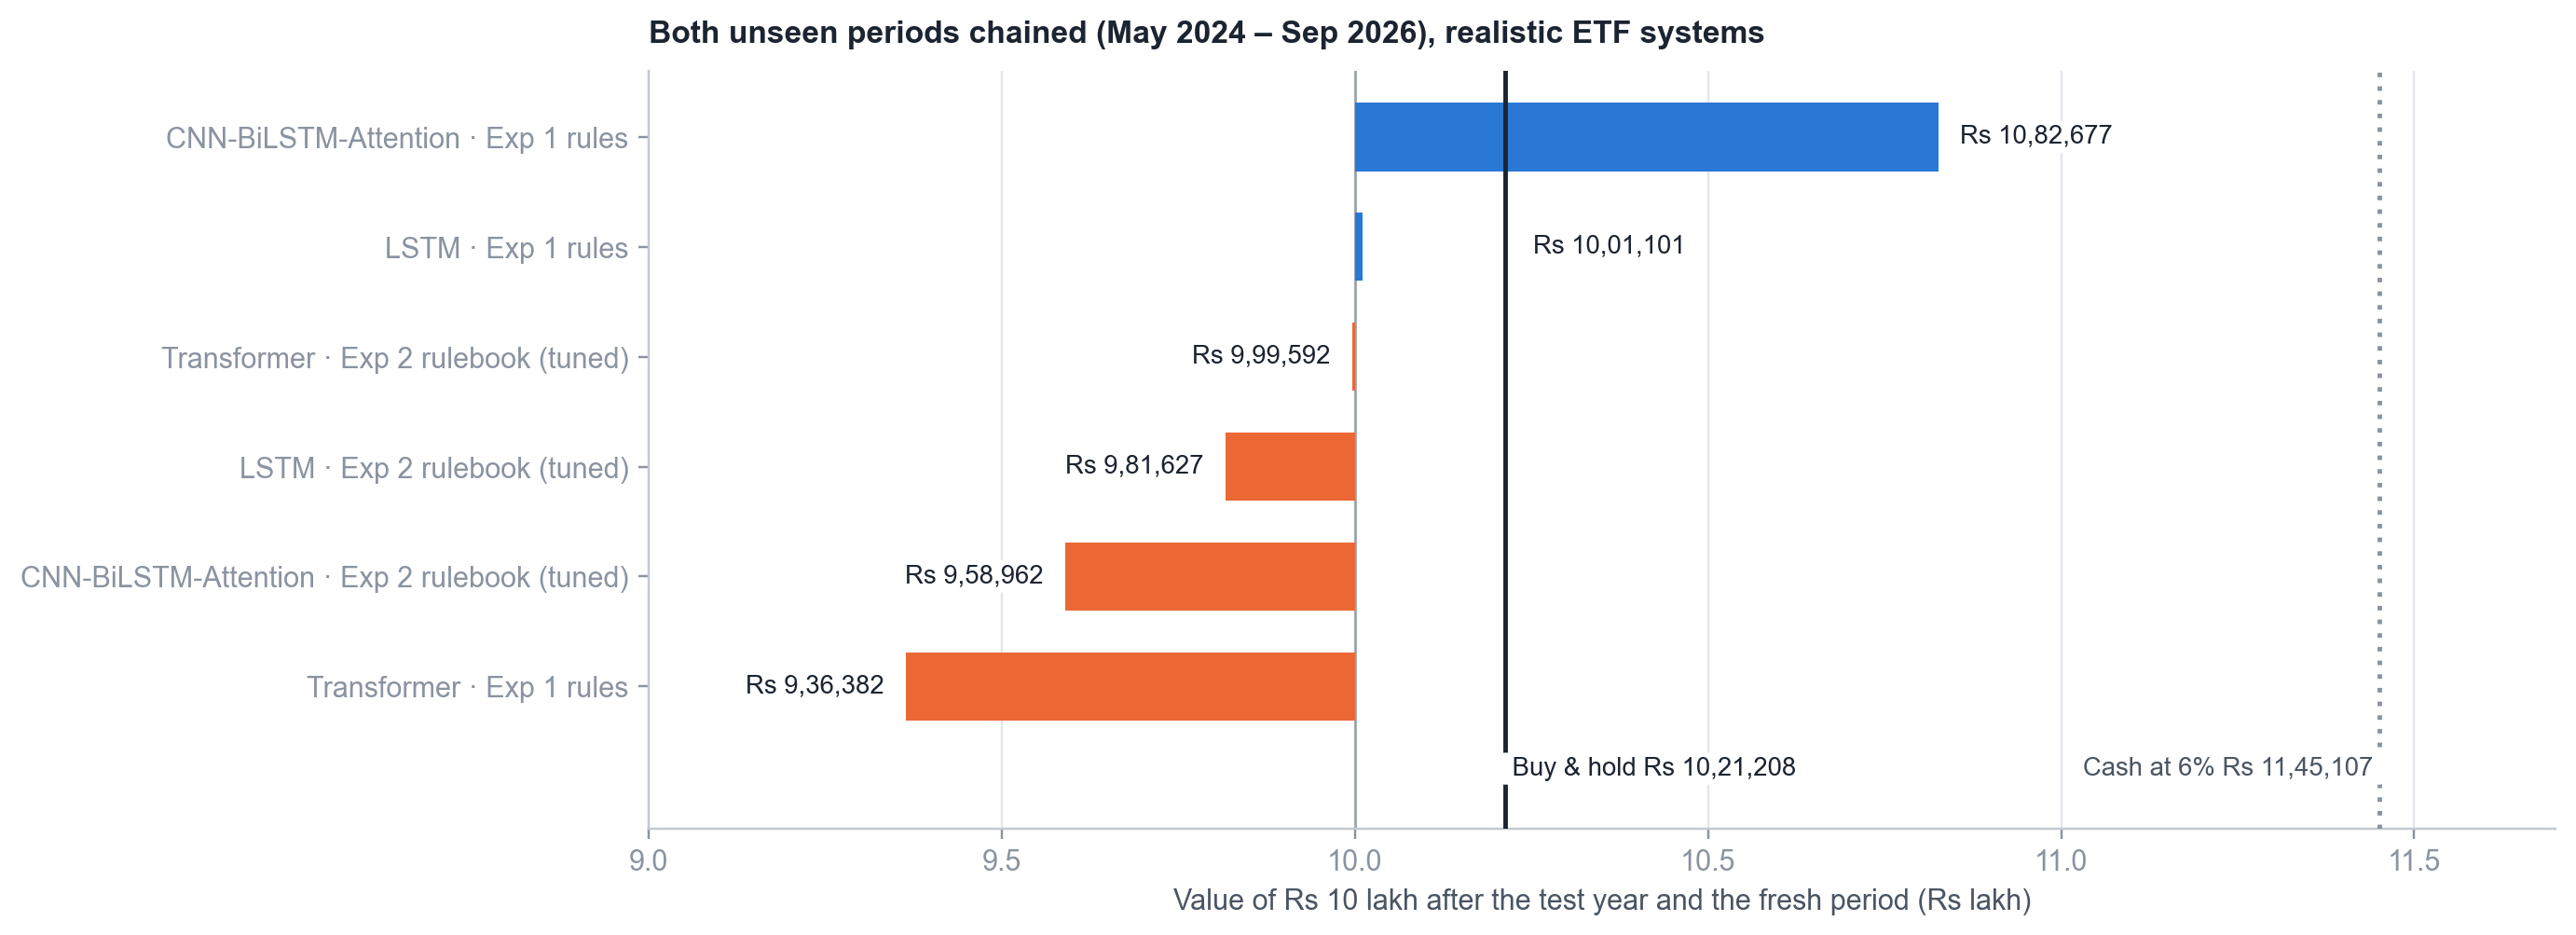 Both unseen periods chained (May 2024 – Sep 2026), realistic ETF systems
CNN-BiLSTM-Attention · Exp 1 rules
Rs 10,82,677
LSTM · Exp 1 rules
Rs 10,01,101
Transformer · Exp 2 rulebook (tuned)
Rs 9,99,592
LSTM · Exp 2 rulebook (tuned)
Rs 9,81,627
CNN-BiLSTM-Attention · Exp 2 rulebook (tuned)
Rs 9,58,962
Transformer · Exp 1 rules
Rs 9,36,382
Buy & hold Rs 10,21,208
Cash at 6% Rs 11,45,107
9.0 9.5 10.0 10.5 11.0 11.5
Value of Rs 10 lakh after the test year and the fresh period (Rs lakh)